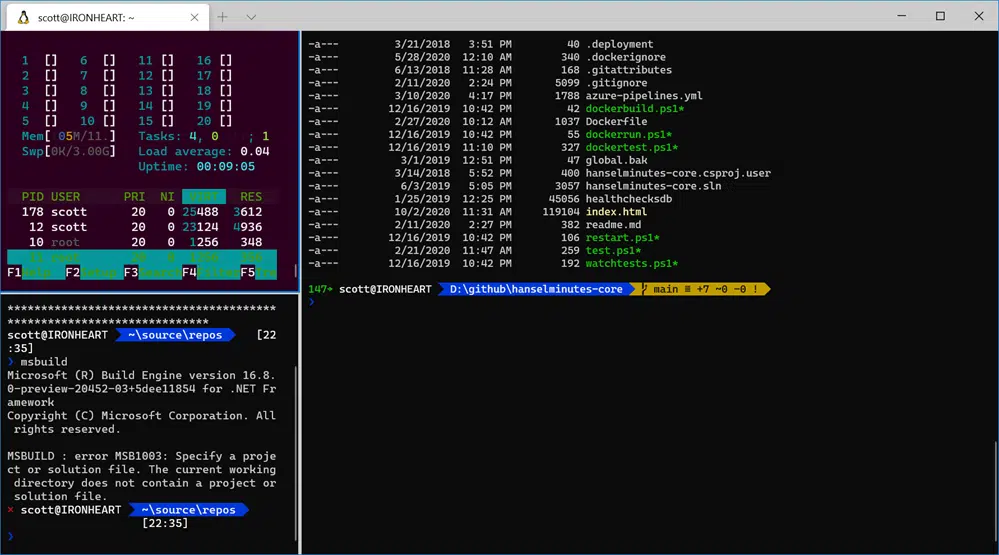 scott@IRONHEART: ~
1 [] 6 [] 11 [] 16 []
2 [] 7 [] 12 [] 17 []
3 [] 8 [] 13 [] 18 []
4 [] 9 [] 14 [] 19 []
5 [] 10 [] 15 [] 20 []
Mem[ 05M/11.] Tasks: 4, 0 ; 1
Swp[0K/3.00G] Load average: 0.04
Uptime: 00:09:05
PID USER PRI NI RES
178 scott 20 0 25488 3612
12 scott 20 0 23124 4936
10 root 20 0 1256 348
F1 F2 F3 F4 F5
****************************************
******************************
scott@IRONHEART ~\source\repos [22
:35]
❯ msbuild
Microsoft (R) Build Engine version 16.8.
0-preview-20452-03+5dee11854 for .NET Fr
amework
Copyright (C) Microsoft Corporation. All
rights reserved.
MSBUILD : error MSB1003: Specify a proje
ct or solution file. The current working
directory does not contain a project or
solution file.
× scott@IRONHEART ~\source\repos
[22:35]
❯
-a--- 3/21/2018 3:51 PM 40 .deployment
-a--- 5/28/2020 12:10 AM 340 .dockerignore
-a--- 6/13/2018 11:28 AM 168 .gitattributes
-a--- 2/11/2020 2:24 PM 5099 .gitignore
-a--- 3/10/2020 4:17 PM 1788 azure-pipelines.yml
-a--- 12/16/2019 10:42 PM 42 dockerbuild.ps1*
-a--- 2/27/2020 10:12 AM 1037 Dockerfile
-a--- 12/16/2019 10:42 PM 55 dockerrun.ps1*
-a--- 12/16/2019 11:10 PM 327 dockertest.ps1*
-a--- 3/1/2019 12:51 PM 47 global.bak
-a--- 3/14/2018 5:52 PM 400 hanselminutes-core.csproj.user
-a--- 6/3/2019 5:05 PM 3057 hanselminutes-core.sln
-a--- 1/25/2019 12:25 PM 45056 healthchecksdb
-a--- 10/2/2020 11:31 AM 119104 index.html
-a--- 2/11/2020 2:27 PM 382 readme.md
-a--- 12/16/2019 10:42 PM 106 restart.ps1*
-a--- 2/21/2020 11:47 AM 259 test.ps1*
-a--- 12/16/2019 10:42 PM 192 watchtests.ps1*
147➜ scott@IRONHEART D:\github\hanselminutes-core main ≡ +7 ~0 -0 !
❯